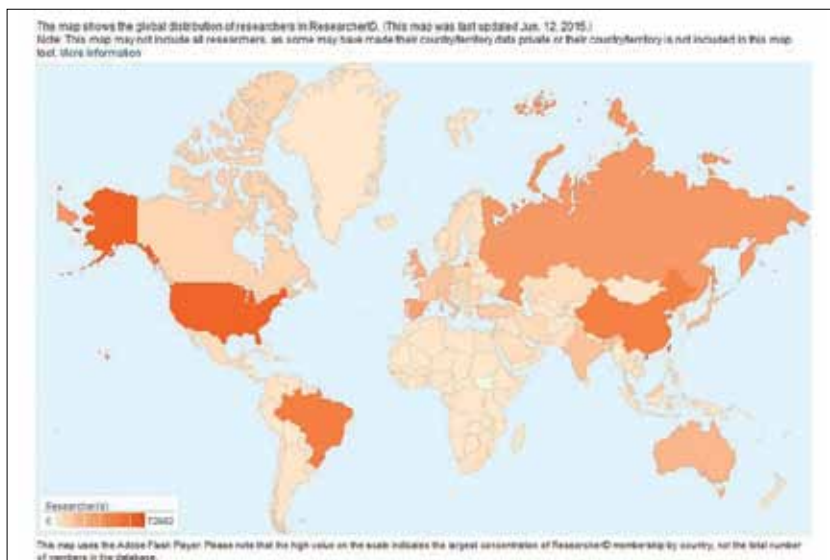 The map shows the global distribution of researchers in ResearcherID. (This map was last updated Jun. 12, 2015.)
Note: This map may not include all researchers, as some may have made their country/territory data private or their country/territory is not included in this map
tool. More information
Researcher(s)
This map uses the Adobe Flash Player. Please note that the high value on the scale indicates the largest concentration of ResearcherID membership by country, not the total number
of members in the database.